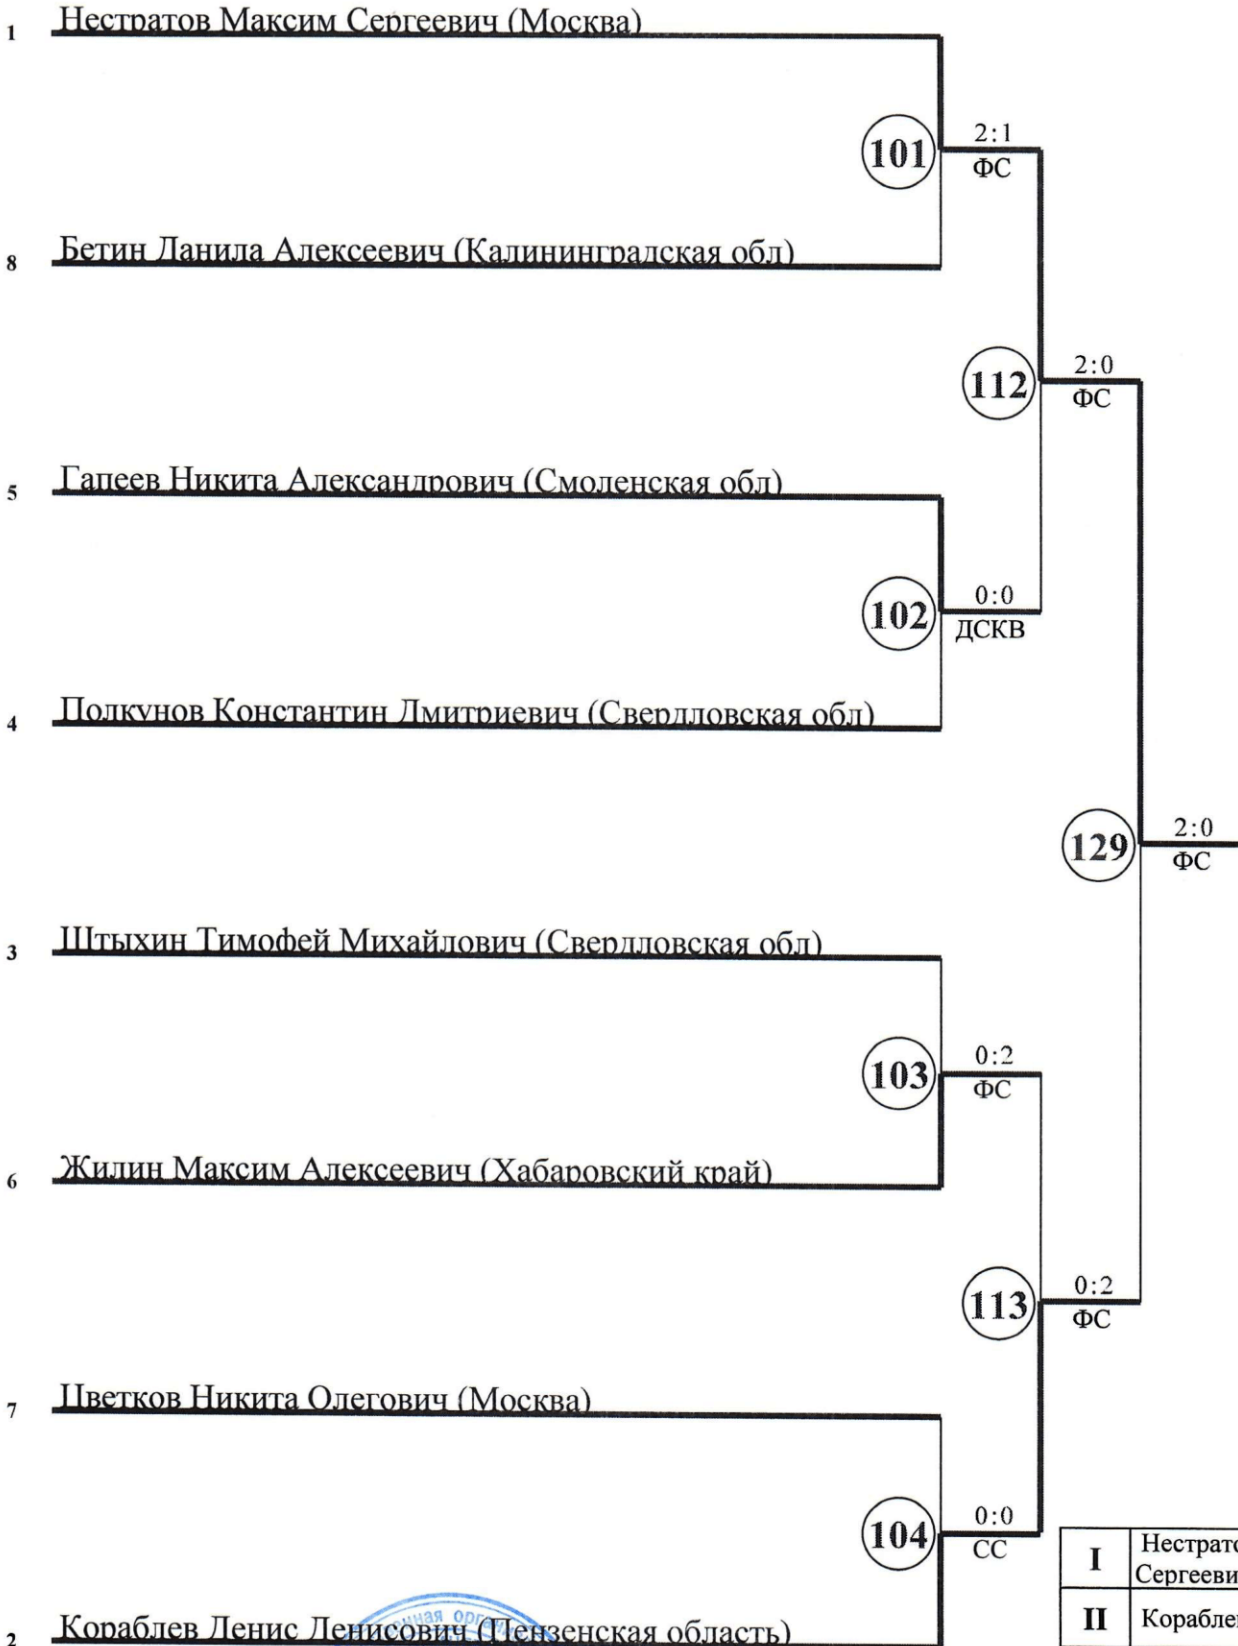 1 Нестратов Максим Сергеевич (Москва)
2:1
101
ФС
8 Бетин Данила Алексеевич (Калининградская обл)
2:0
112
ФС
5 Гапеев Никита Александрович (Смоленская обл)
0:0
102
ДСКВ
4 Полкунов Константин Дмитриевич (Свердловская обл)
2:0
129
ФС
3 Штыхин Тимофей Михайлович (Свердловская обл)
0:2
103
ФС
6 Жилин Максим Алексеевич (Хабаровский край)
0:2
113
ФС
7 Цветков Никита Олегович (Москва)
0:0
104
СС
I Нестрато
Сергееви
II Кораблев
2 Кораблев Денис Денисович (Пензенская область)